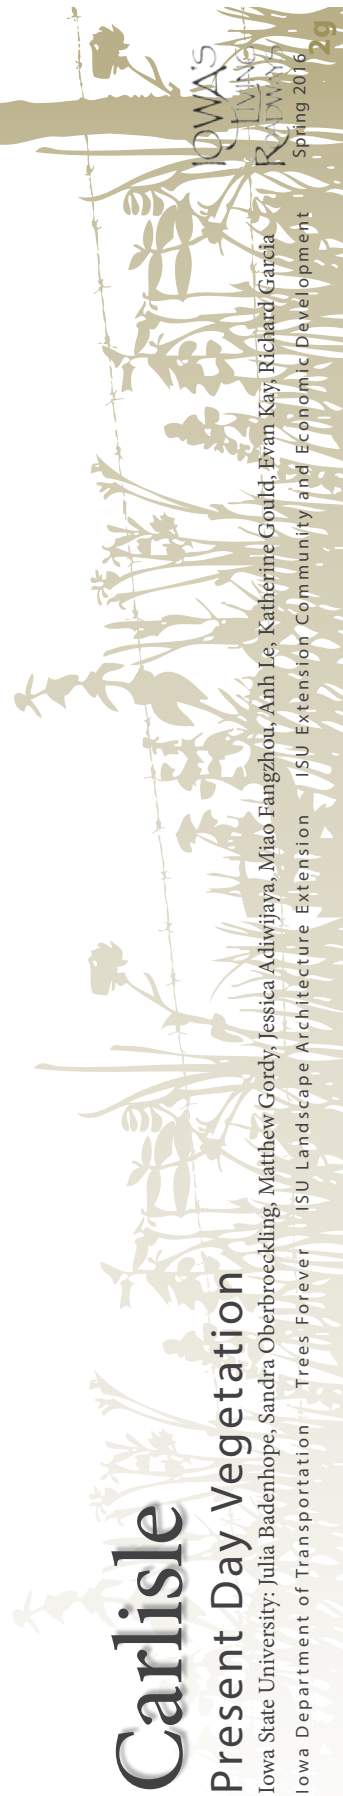 Carlisle
Present Day Vegetation
Iowa State University: Julia Badenhope, Sandra Oberbroeckling, Matthew Gordy, Jessica Adiwijaya, Miao Fangzhou, Anh Le, Katherine Gould, Evan Kay, Richard Garcia
Iowa Department of Transportation Trees Forever ISU Landscape Architecture Extension ISU Extension Community and Economic Development
IOWA'S
LIVING
ROADWAYS
Spring 2016
2g